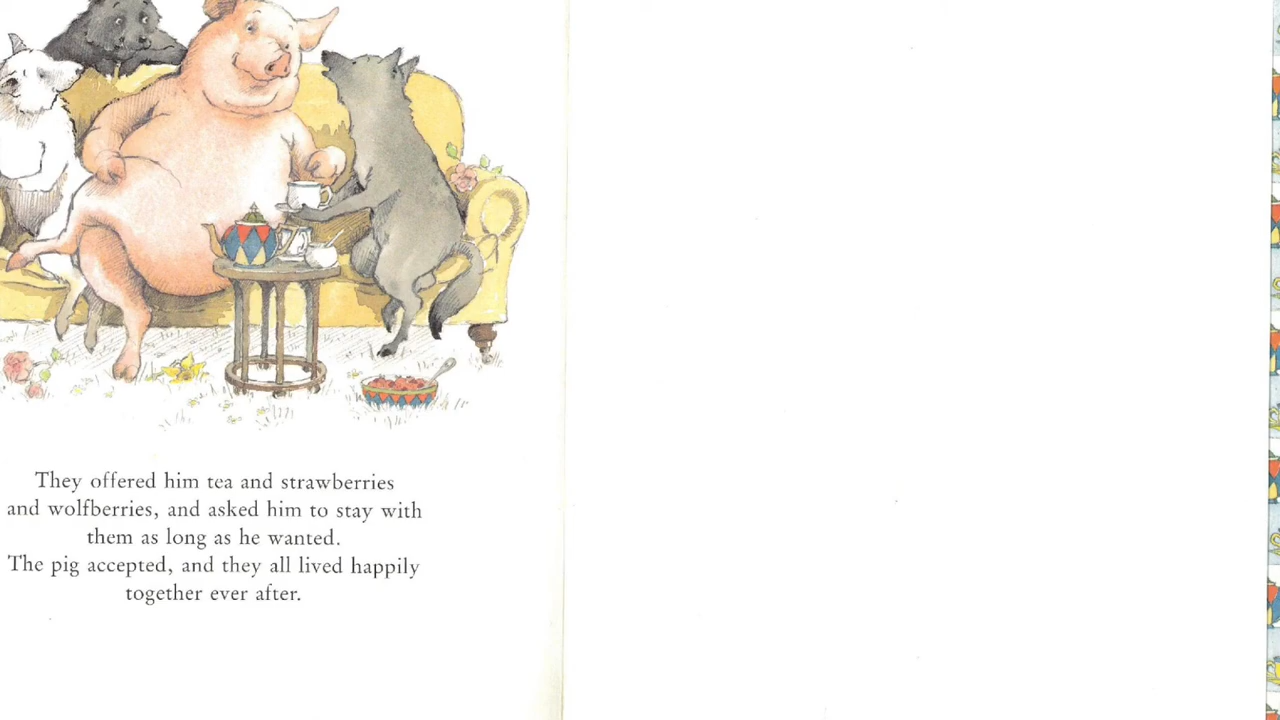 They offered him tea and strawberries
and wolfberries, and asked him to stay with
them as long as he wanted.
The pig accepted, and they all lived happily
together ever after.